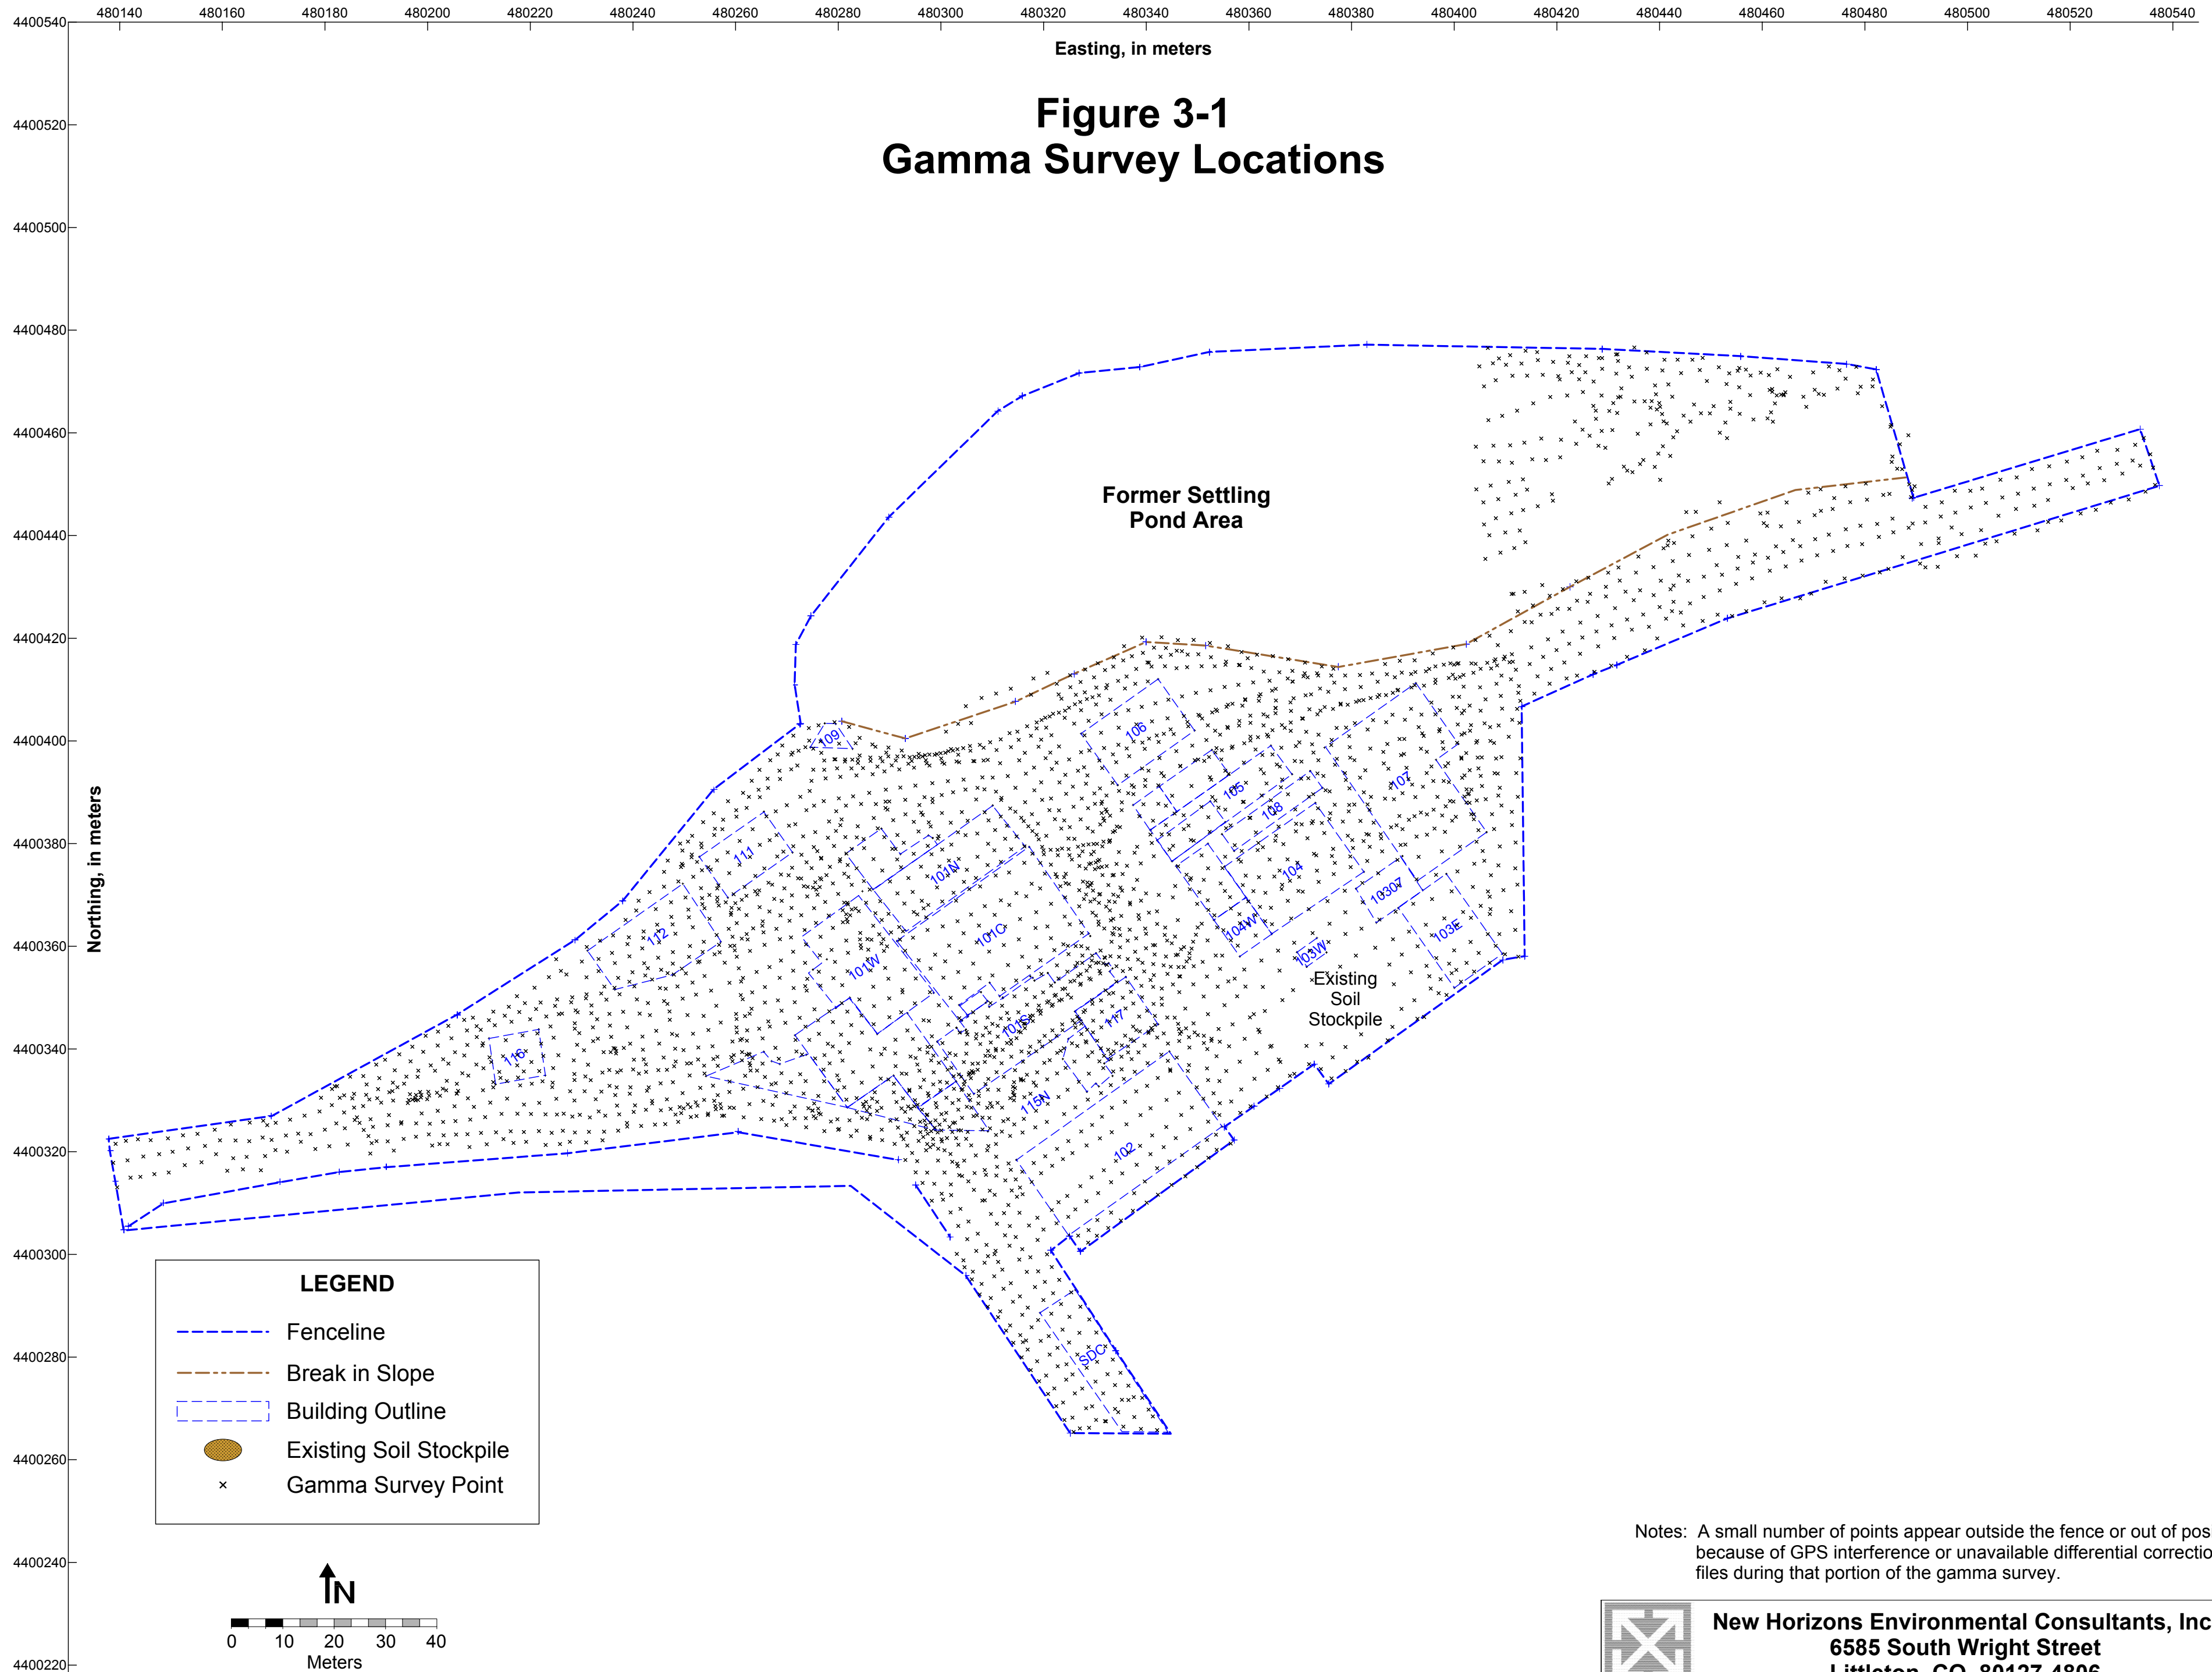 480140 480160 480180 480200 480220 480240 480260 480280 480300 480320 480340 480360 480380 480400 480420 480440 480460 480480 480500 480520 480540
4400540
Easting, in meters
Figure 3-1
Gamma Survey Locations
4400520
4400500
4400480
4400460
4400440
4400420
4400400
4400380
4400360
4400340
4400320
4400300
4400280
4400260
4400240
4400220
Northing, in meters
Former Settling
Pond Area
109
106
105
107
108
111
101N
104
10307
112
101C
104W
103E
101W
103W
Existing
Soil
Stockpile
101S
117
116
115N
102
SDC
LEGEND
Fenceline
Break in Slope
Building Outline
Existing Soil Stockpile
Gamma Survey Point
N
0 10 20 30 40
Meters
Notes: A small number of points appear outside the fence or out of pos
because of GPS interference or unavailable differential correctio
files during that portion of the gamma survey.
New Horizons Environmental Consultants, Inc
6585 South Wright Street
Littleton, CO 80127-4806